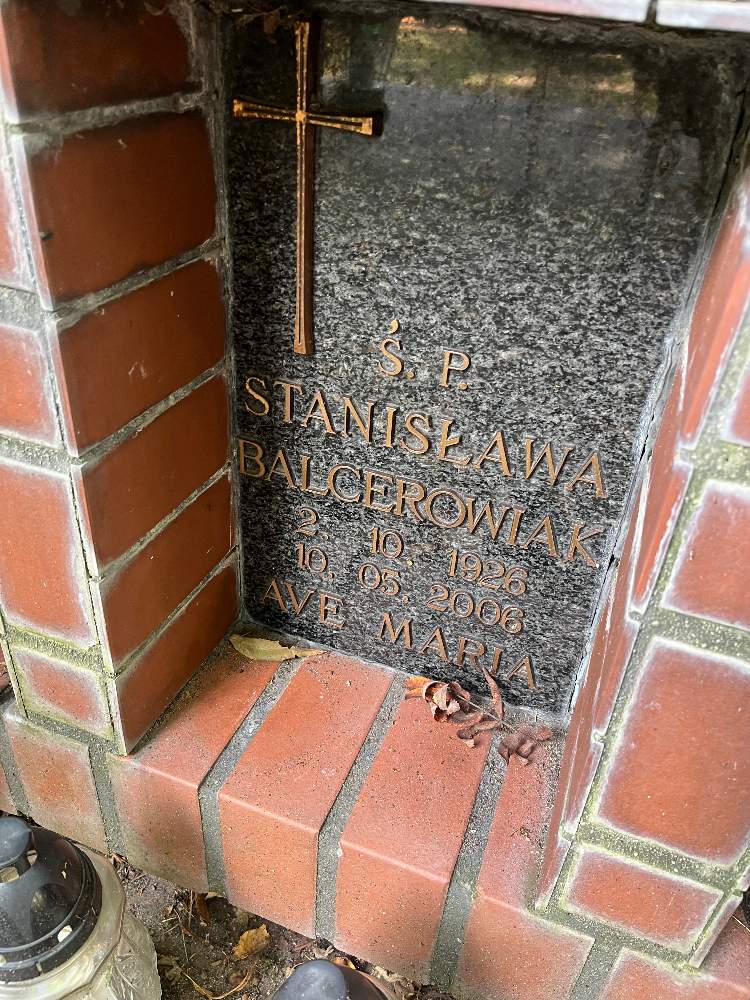 Ś. P.
STANISŁAWA
BALCEROWIAK
2. 10. 1926
10. 05. 2006
AVE MARIA